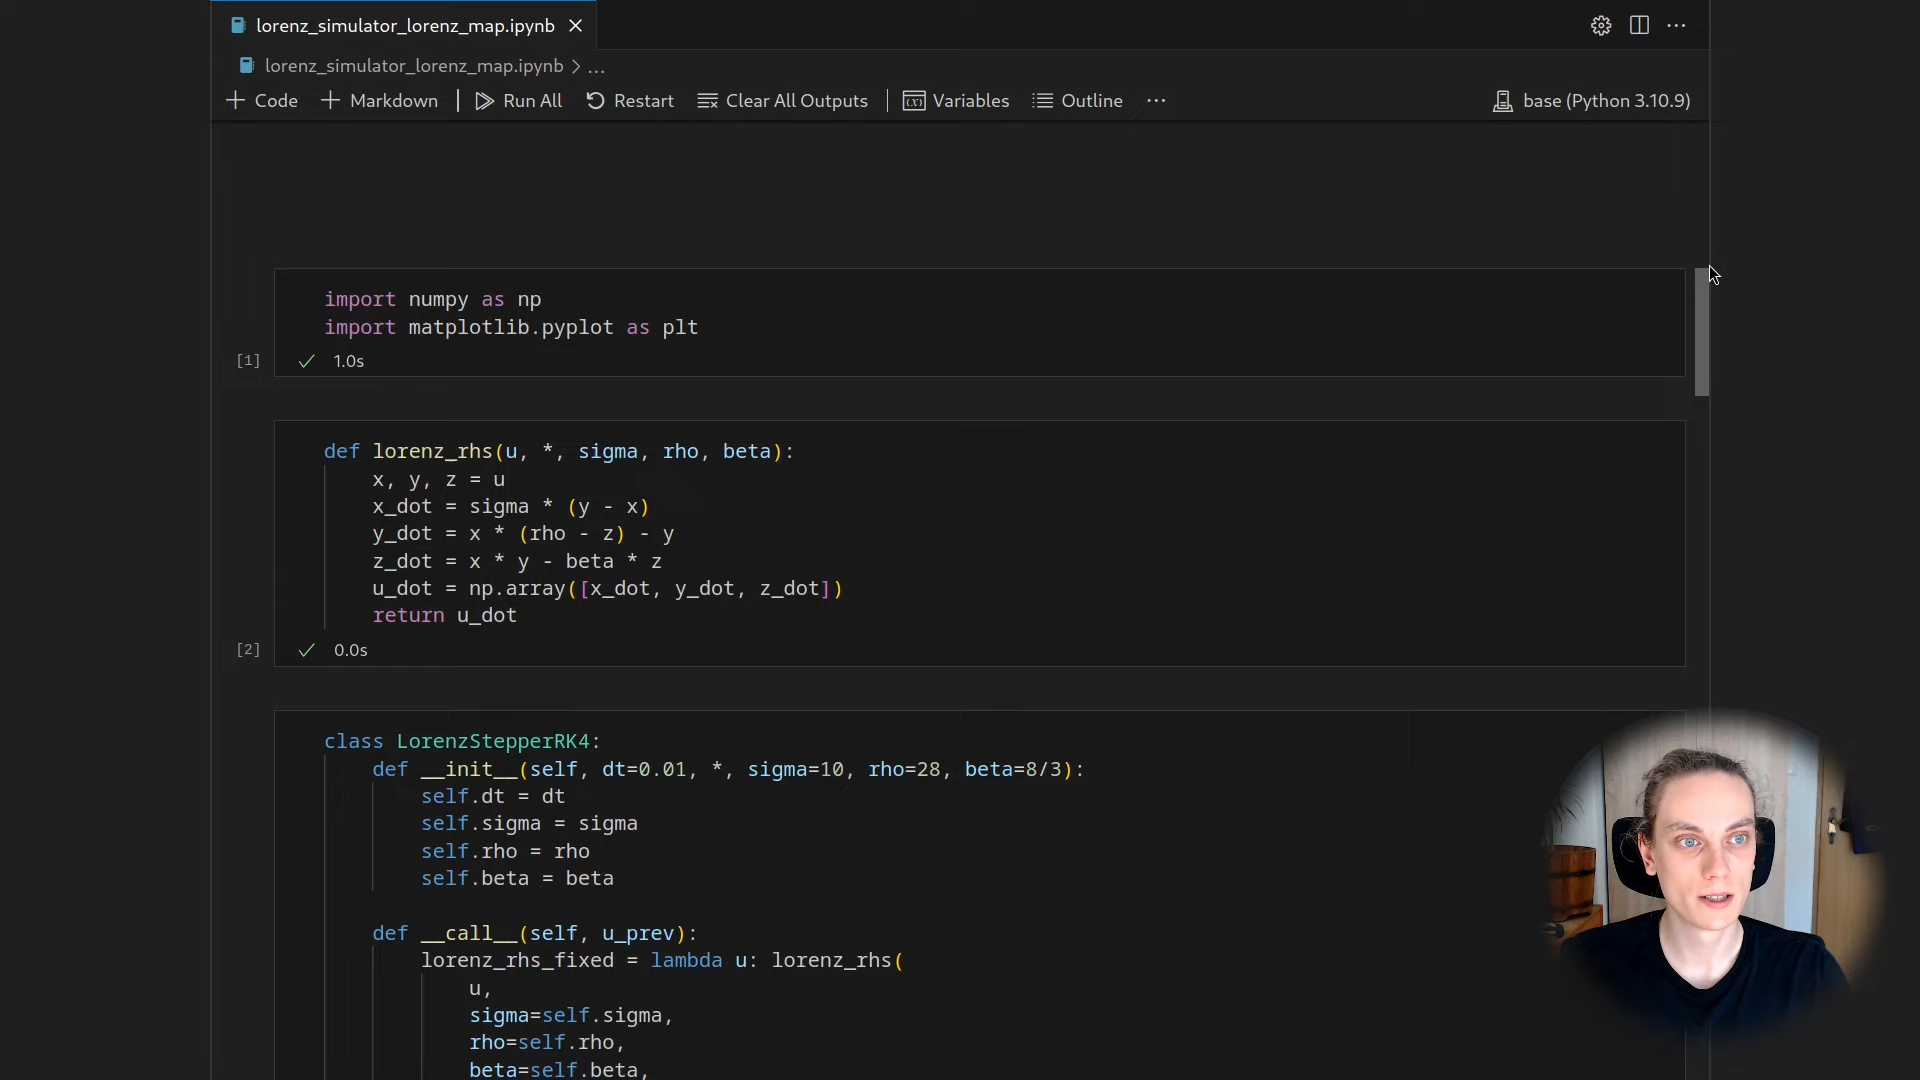 lorenz_simulator_lorenz_map.ipynb
lorenz_simulator_lorenz_map.ipynb > ...
+ Code + Markdown | Run All Restart Clear All Outputs | Variables Outline ... base (Python 3.10.9)
import numpy as np
import matplotlib.pyplot as plt
[1] ✓ 1.0s
def lorenz_rhs(u, *, sigma, rho, beta):
    x, y, z = u
    x_dot = sigma * (y - x)
    y_dot = x * (rho - z) - y
    z_dot = x * y - beta * z
    u_dot = np.array([x_dot, y_dot, z_dot])
    return u_dot
[2] ✓ 0.0s
class LorenzStepperRK4:
    def __init__(self, dt=0.01, *, sigma=10, rho=28, beta=8/3):
        self.dt = dt
        self.sigma = sigma
        self.rho = rho
        self.beta = beta
    def __call__(self, u_prev):
        lorenz_rhs_fixed = lambda u: lorenz_rhs(
            u,
            sigma=self.sigma,
            rho=self.rho,
            beta=self.beta,